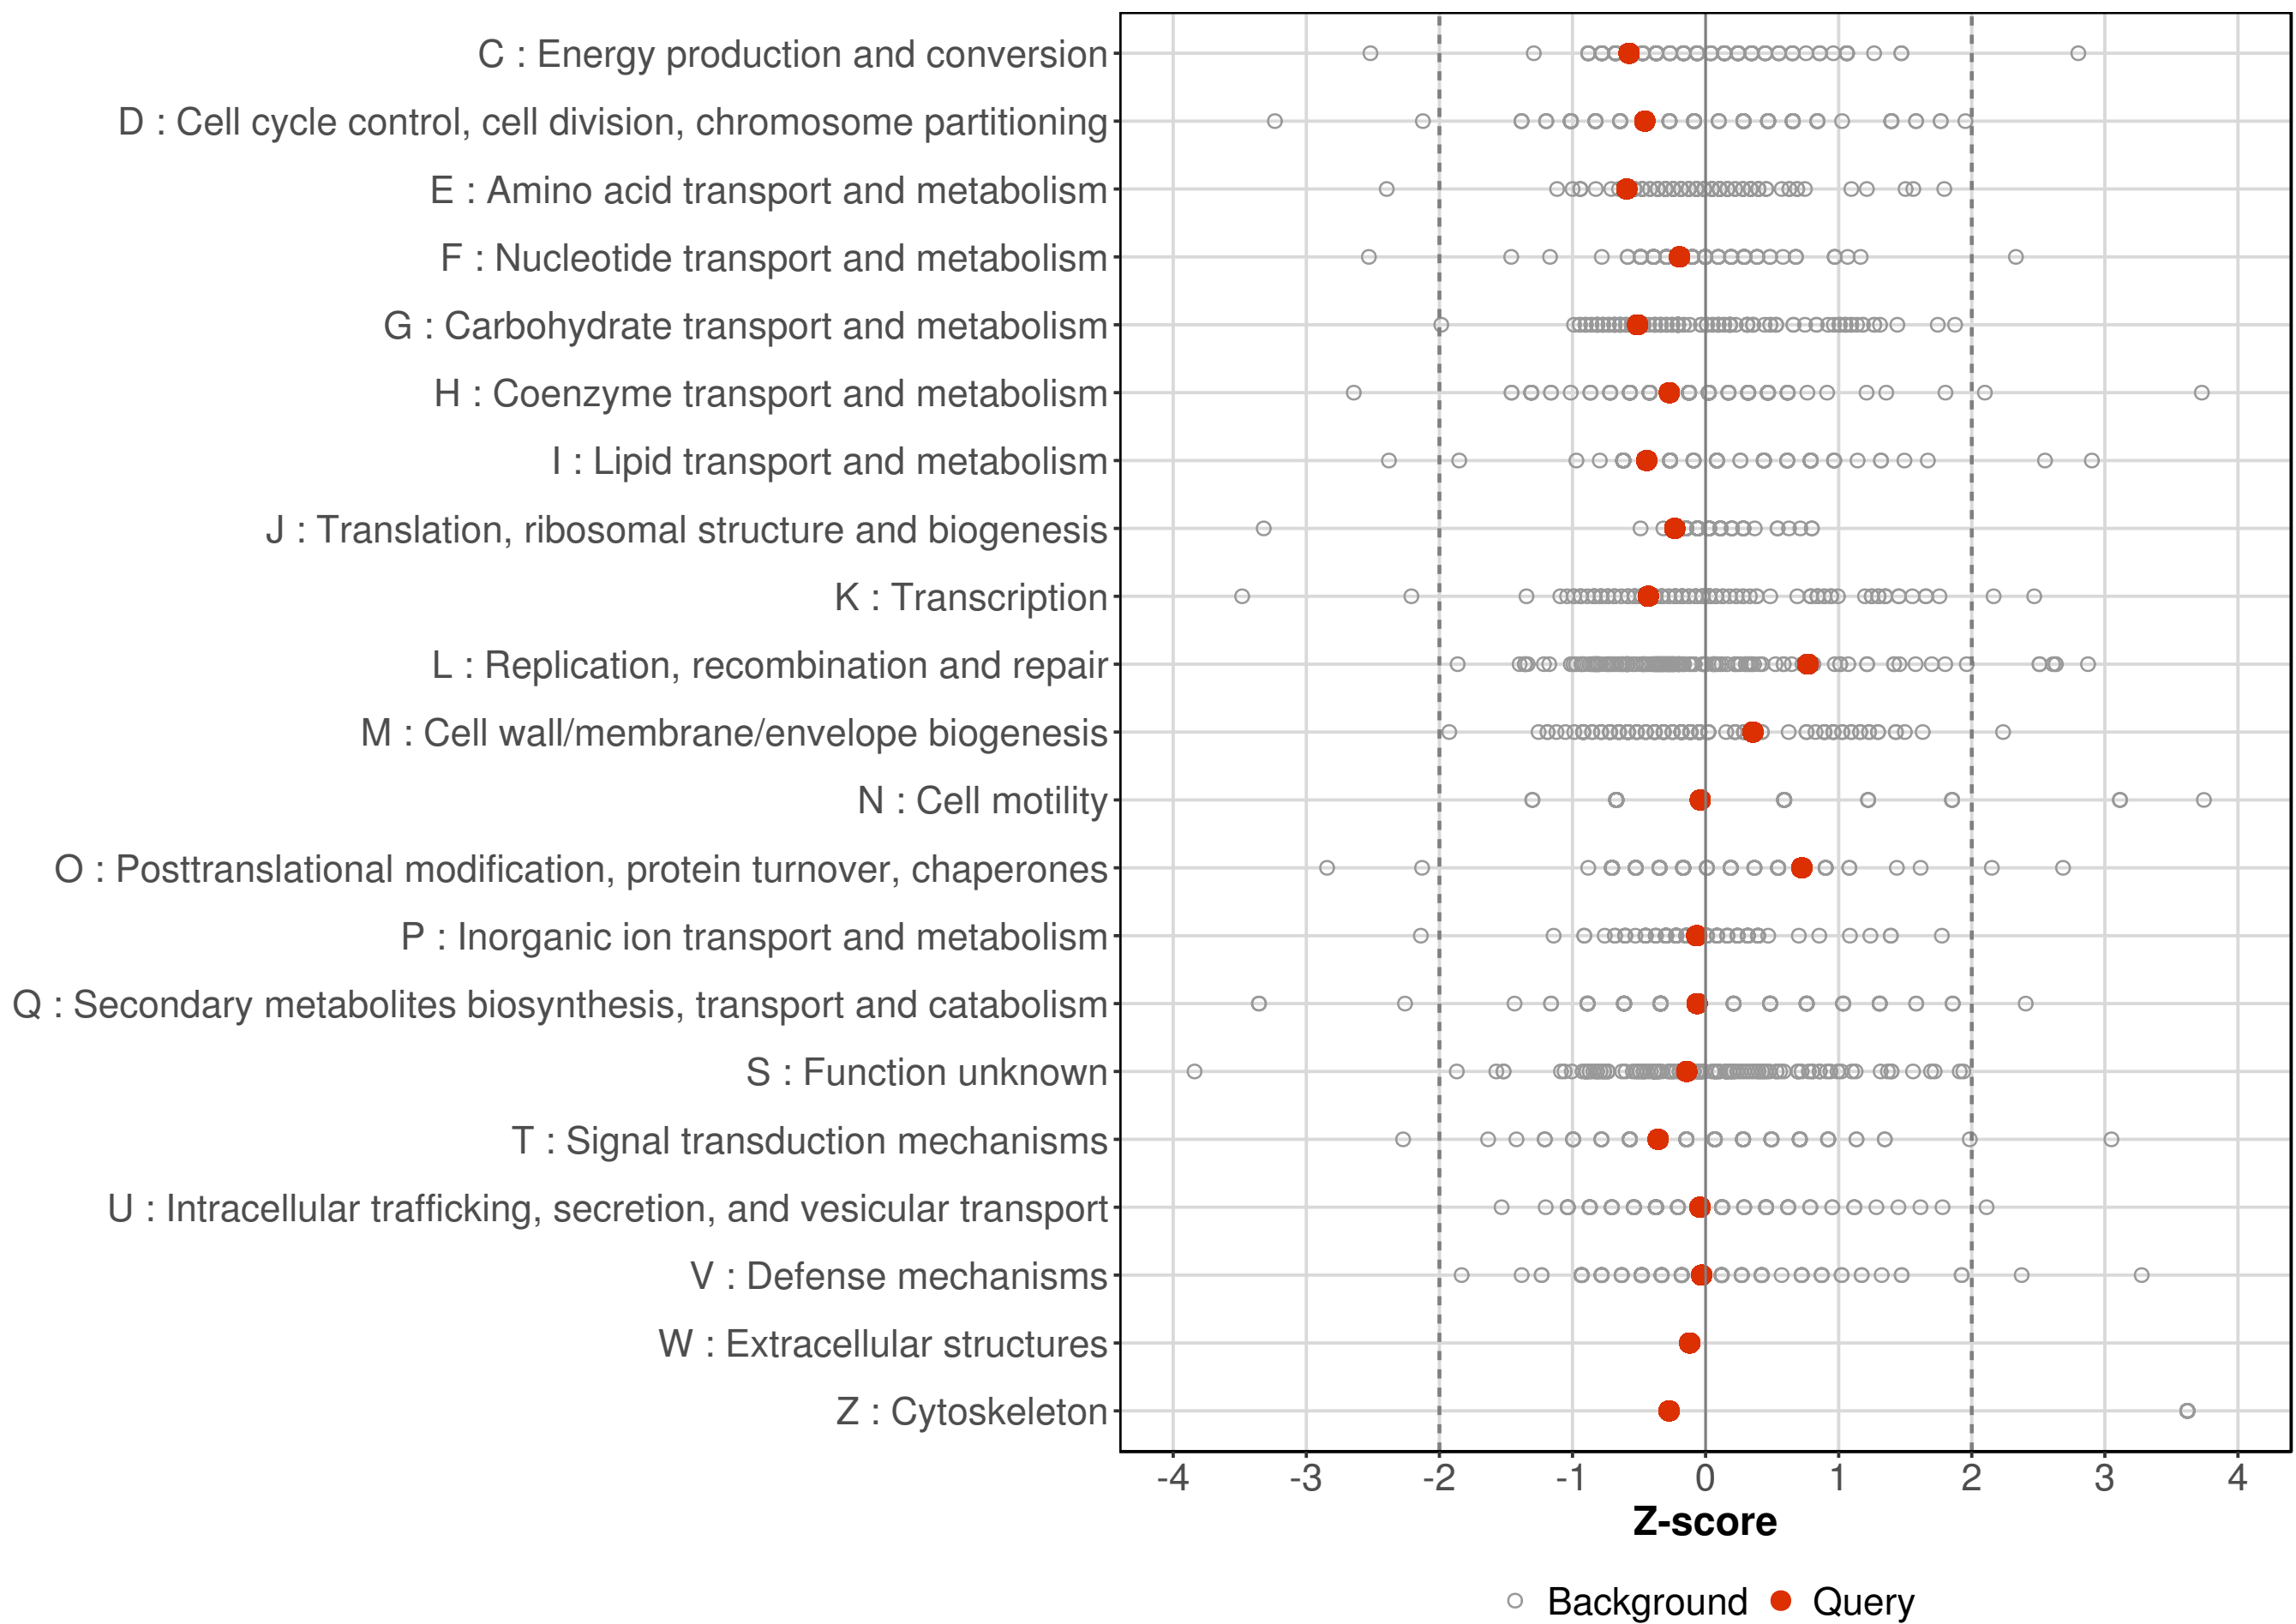 C : Energy production and conversion
D : Cell cycle control, cell division, chromosome partitioning
E : Amino acid transport and metabolism
F : Nucleotide transport and metabolism
G : Carbohydrate transport and metabolism
H : Coenzyme transport and metabolism
I : Lipid transport and metabolism
J : Translation, ribosomal structure and biogenesis
K : Transcription
L : Replication, recombination and repair
M : Cell wall/membrane/envelope biogenesis
N : Cell motility
O : Posttranslational modification, protein turnover, chaperones
P : Inorganic ion transport and metabolism
Q : Secondary metabolites biosynthesis, transport and catabolism
S : Function unknown
T : Signal transduction mechanisms
U : Intracellular trafficking, secretion, and vesicular transport
V : Defense mechanisms
W : Extracellular structures
Z : Cytoskeleton
-4 -3 -2 -1 0 1 2 3 4
Z-score
Background Query